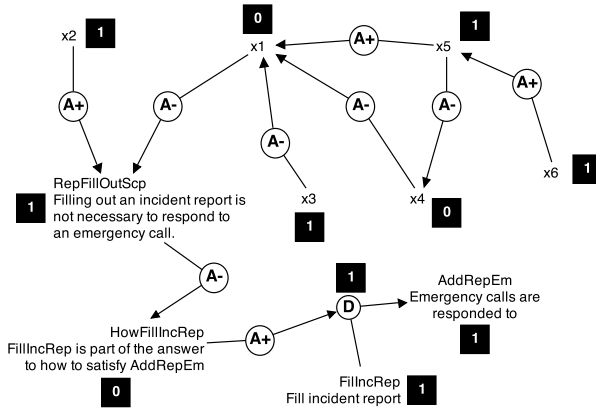 0
x2 1
x1
A+
x5 1
A+
A-
A-
A-
A+
A-
x6 1
RepFillOutScp
1
Filling out an incident report is
not necessary to respond to
an emergency call.
x3
1
x4 0
A-
1
AddRepEm
Emergency calls are
responded to
1
D
HowFillIncRep
FillIncRep is part of the answer
to how to satisfy AddRepEm
0
A+
FillIncRep
Fill incident report
1